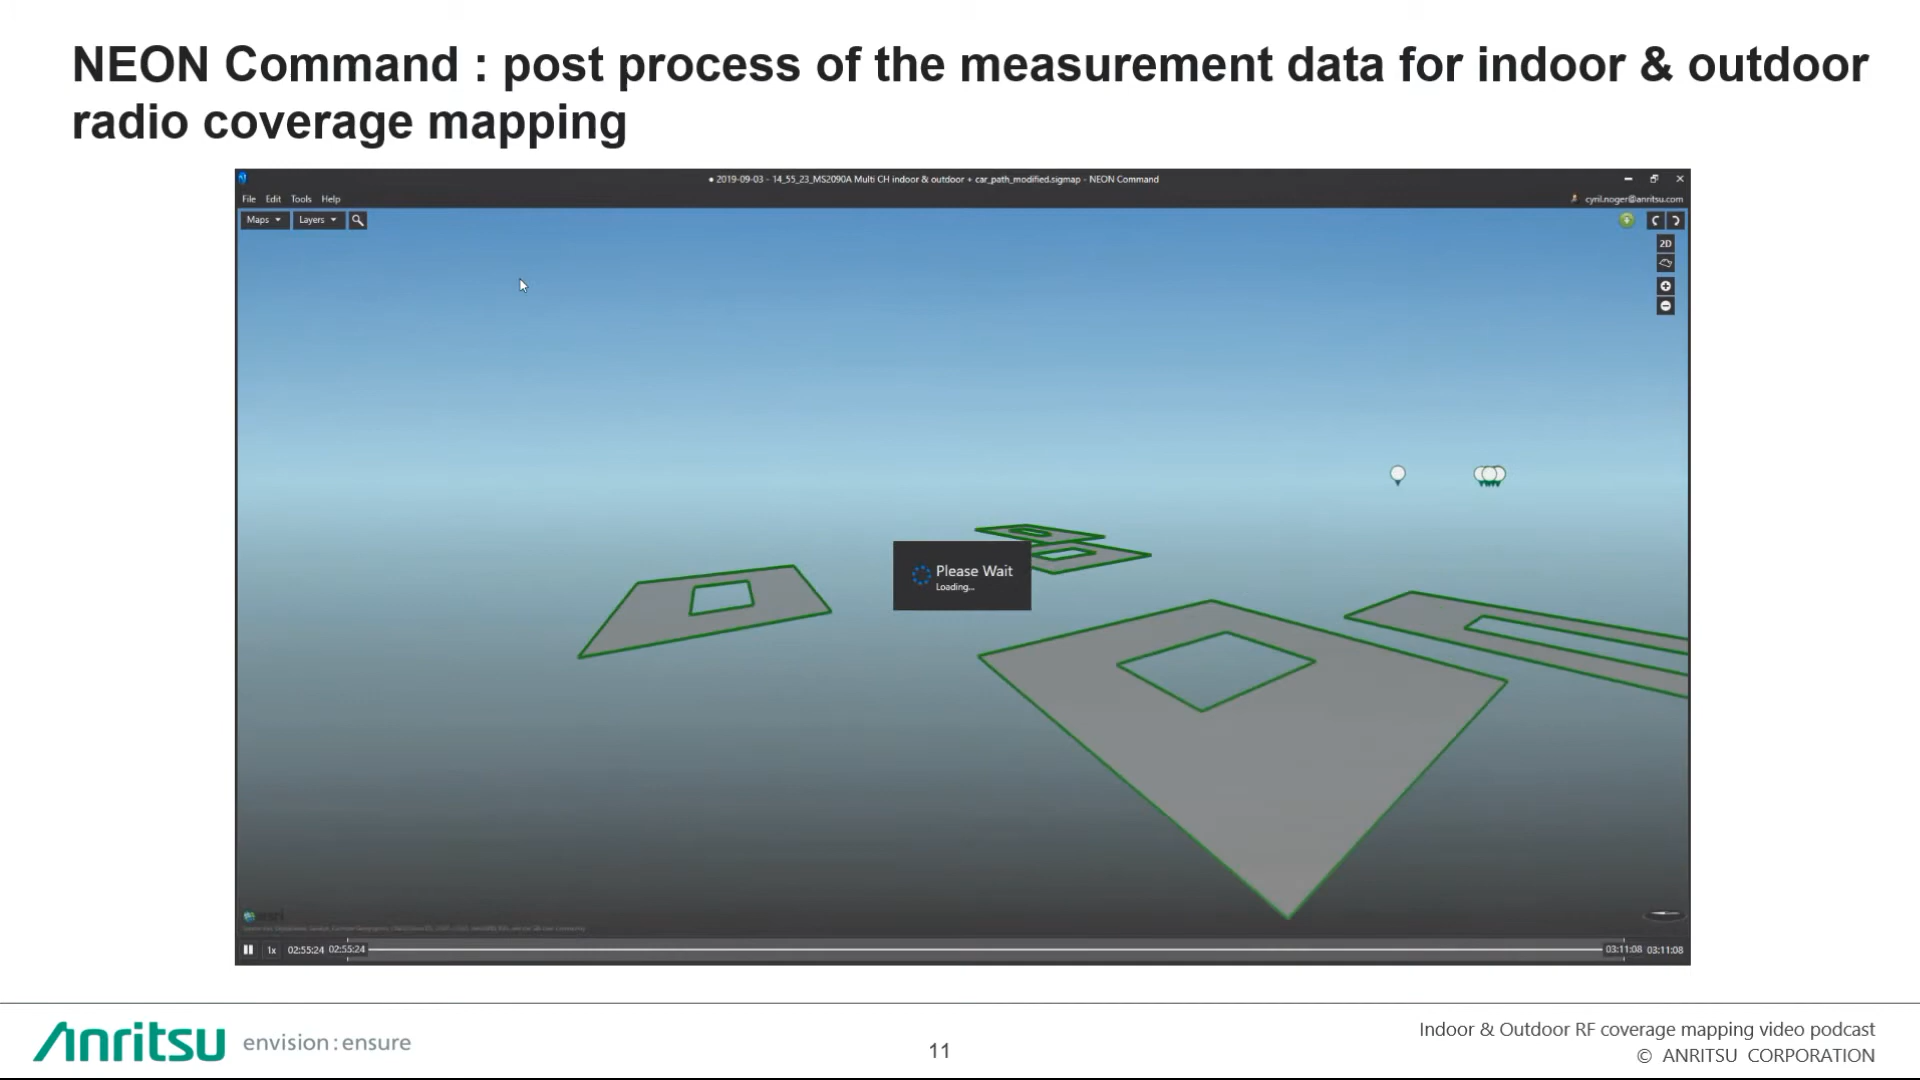 NEON Command : post process of the measurement data for indoor & outdoor
radio coverage mapping
● 2019-09-03 - 14_55_23_MS2090A Multi CH indoor & outdoor + car_path_modified.sigmap - NEON Command
File Edit Tools Help
cyril.noger@anritsu.com
Maps Layers
2D
Please Wait
Loading...
esri
1x 02:55:24 02:55:24 03:11:08 03:11:08
Anritsu envision : ensure
11
Indoor & Outdoor RF coverage mapping video podcast
© ANRITSU CORPORATION